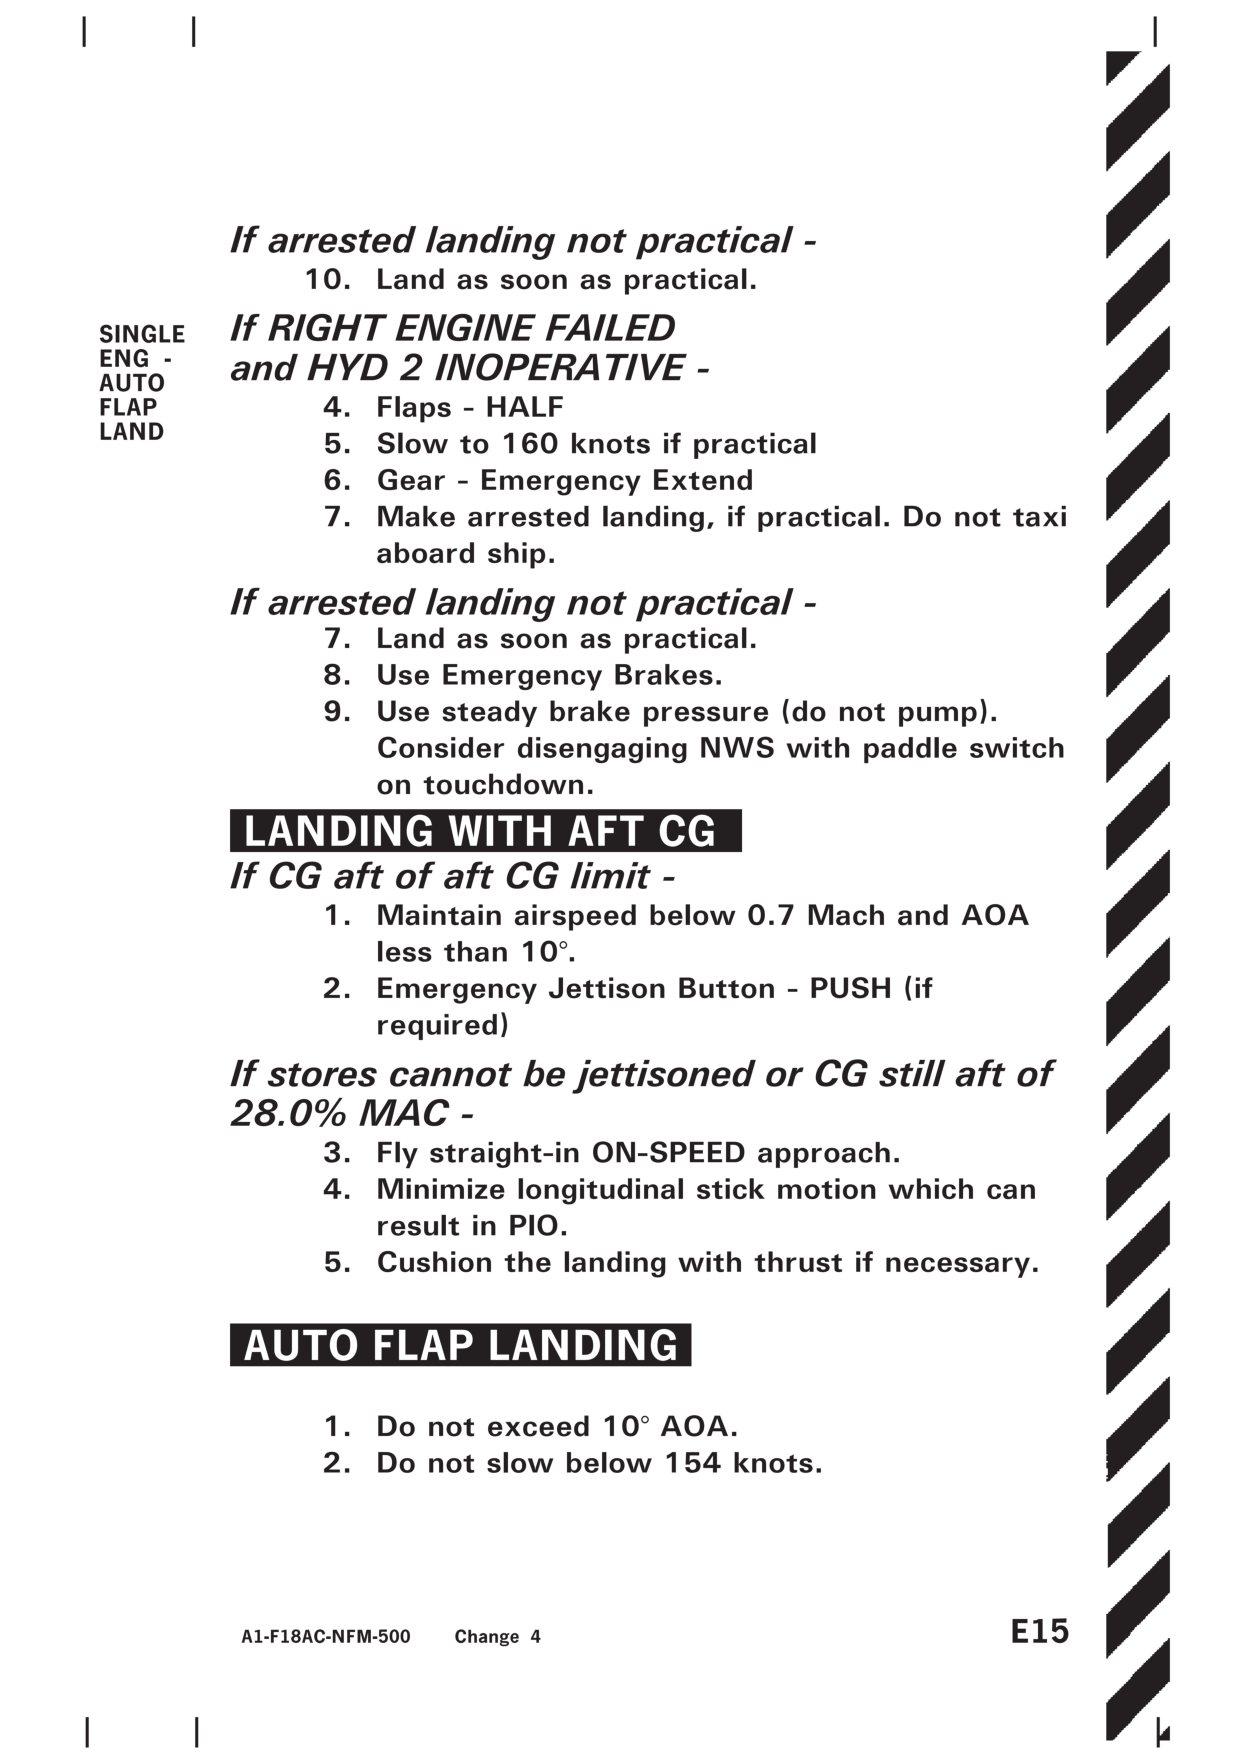 If arrested landing not practical -
10. Land as soon as practical.
SINGLE
ENG -
AUTO
FLAP
LAND
If RIGHT ENGINE FAILED
and HYD 2 INOPERATIVE -
4. Flaps - HALF
5. Slow to 160 knots if practical
6. Gear - Emergency Extend
7. Make arrested landing, if practical. Do not taxi
aboard ship.
If arrested landing not practical -
7. Land as soon as practical.
8. Use Emergency Brakes.
9. Use steady brake pressure (do not pump).
Consider disengaging NWS with paddle switch
on touchdown.
LANDING WITH AFT CG
If CG aft of aft CG limit -
1. Maintain airspeed below 0.7 Mach and AOA
less than 10°.
2. Emergency Jettison Button - PUSH (if
required)
If stores cannot be jettisoned or CG still aft of
28.0% MAC -
3. Fly straight-in ON-SPEED approach.
4. Minimize longitudinal stick motion which can
result in PIO.
5. Cushion the landing with thrust if necessary.
AUTO FLAP LANDING
1. Do not exceed 10° AOA.
2. Do not slow below 154 knots.
A1-F18AC-NFM-500 Change 4 E15